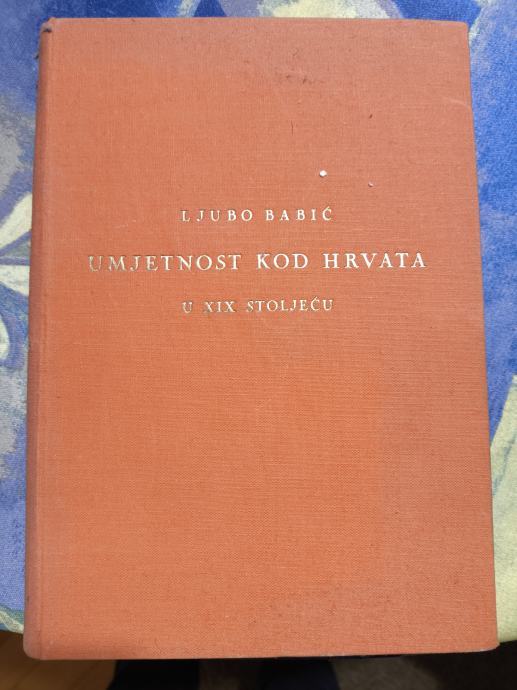 LJUBO BABIĆ
UMJETNOST KOD HRVATA
U XIX STOLJEĆU